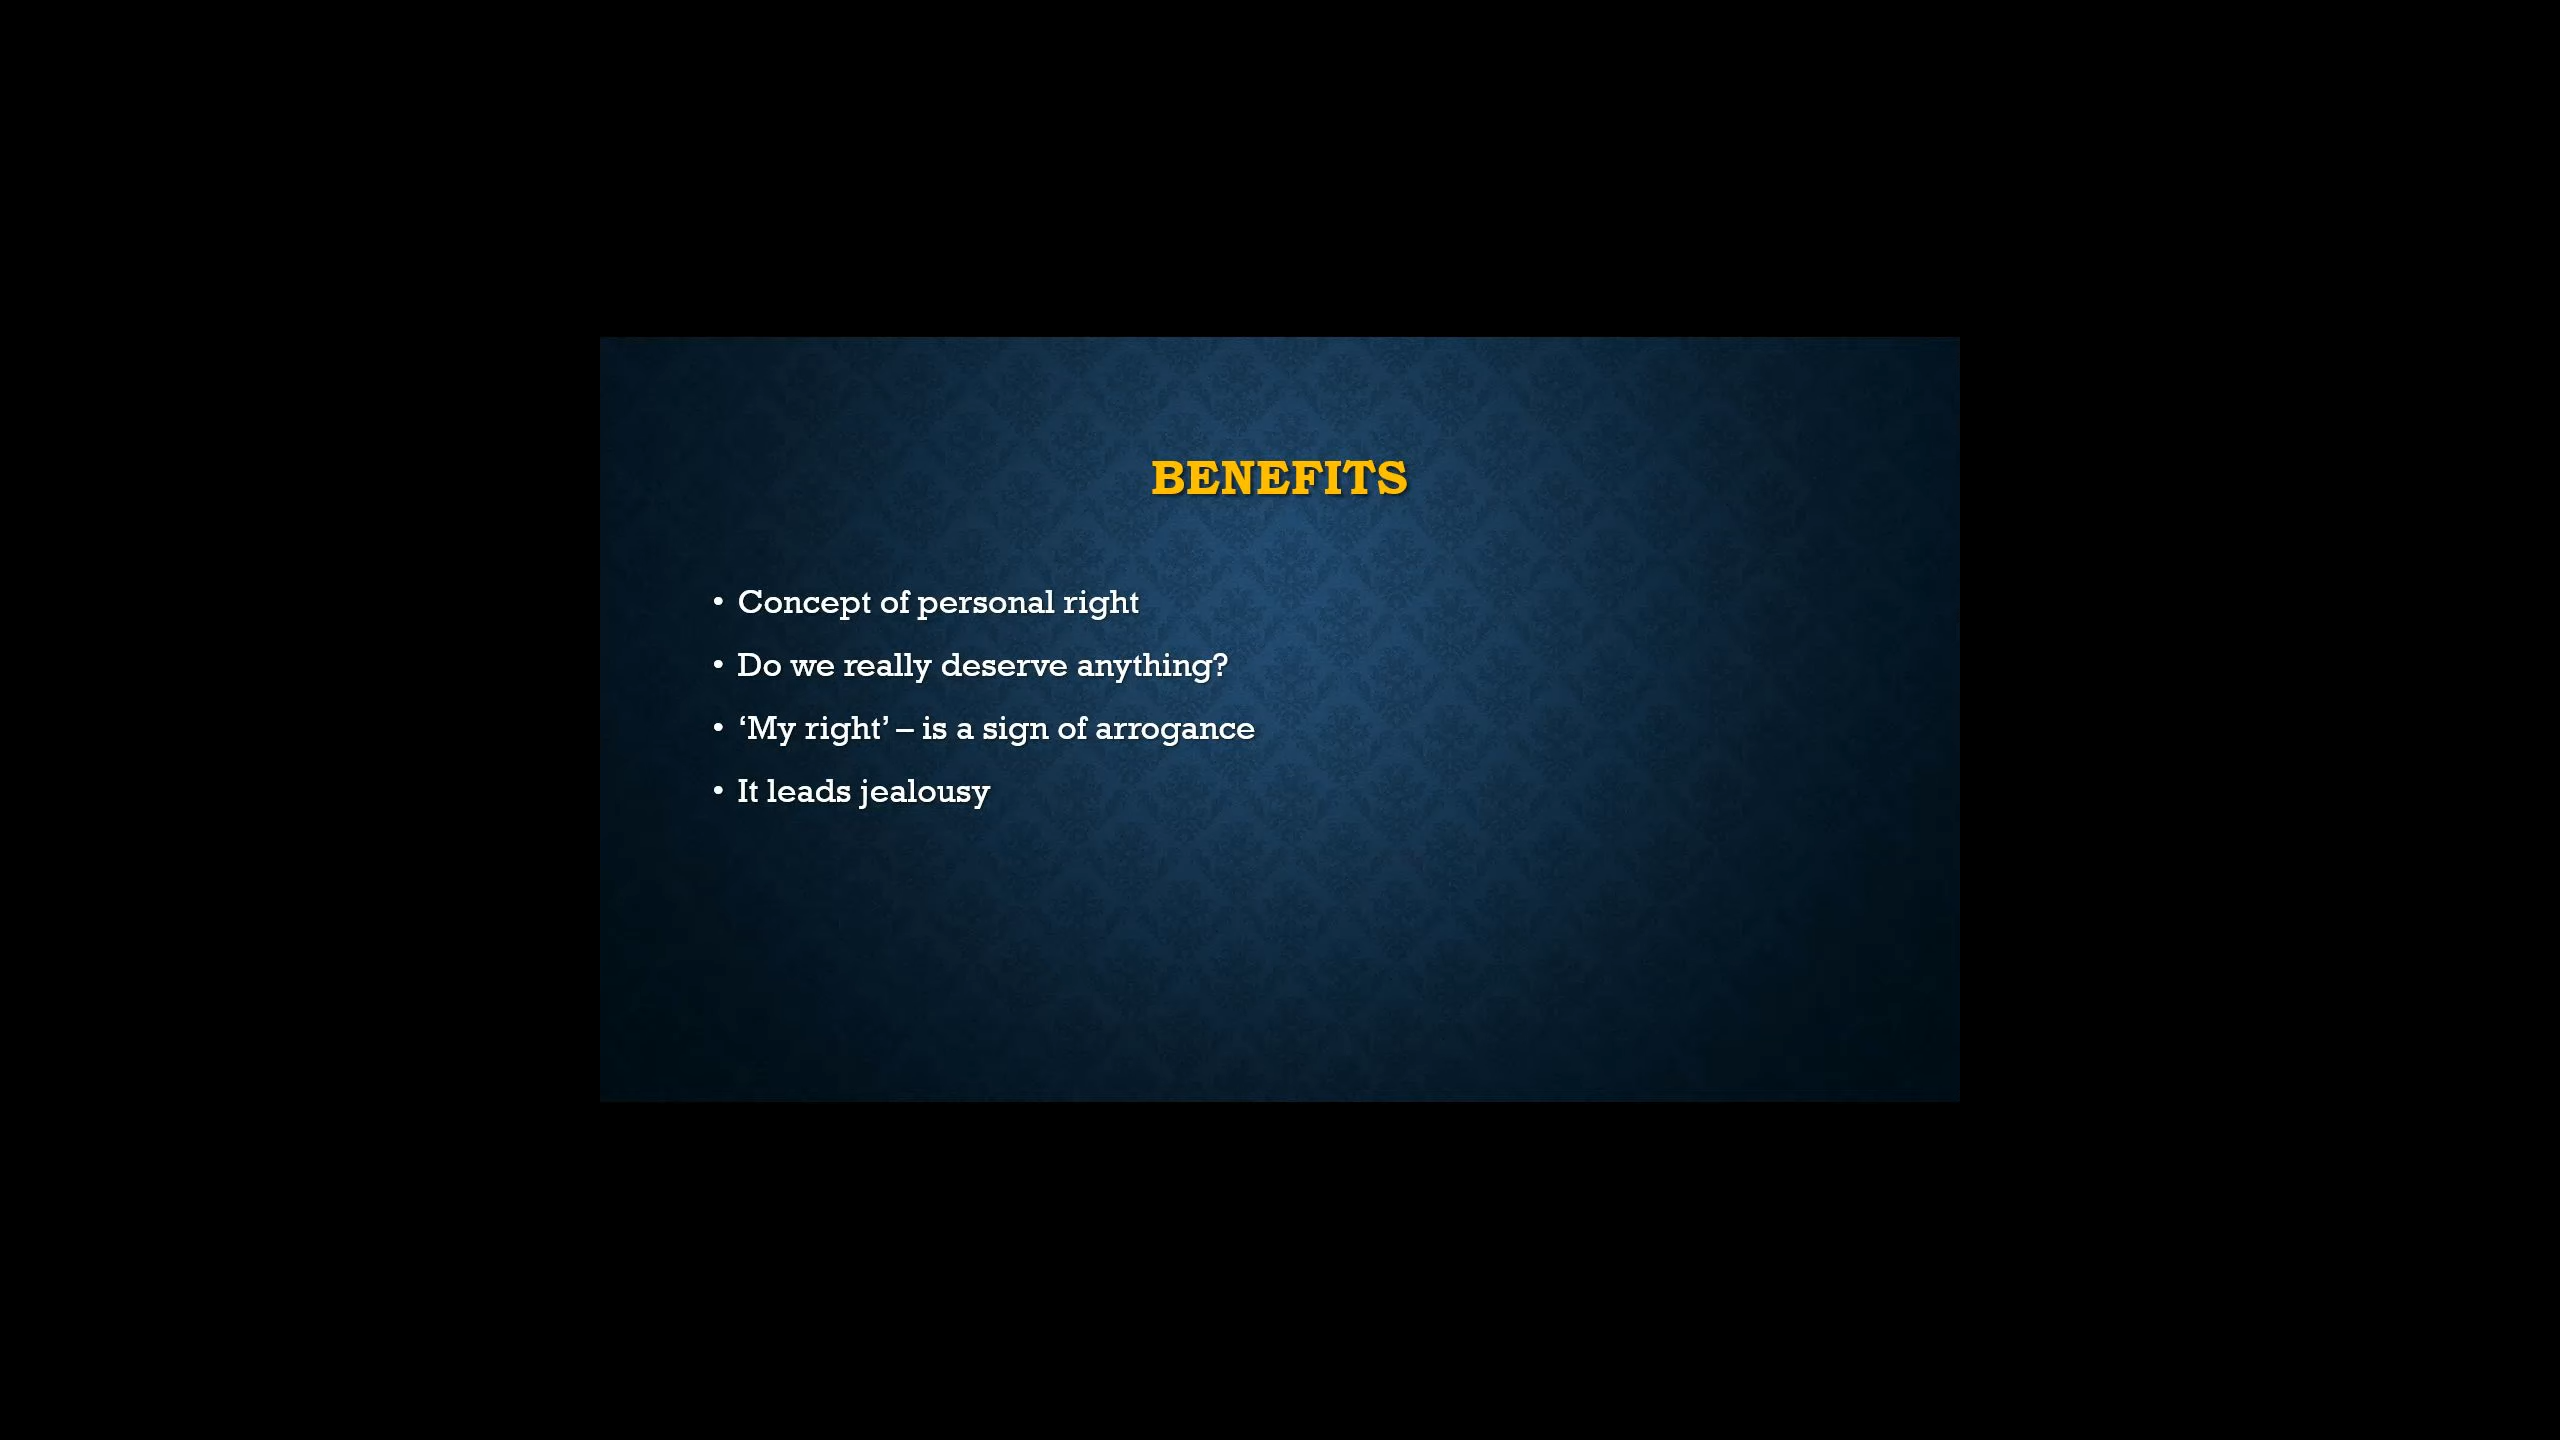 BENEFITS
• Concept of personal right
• Do we really deserve anything?
• ‘My right’ – is a sign of arrogance
• It leads jealousy